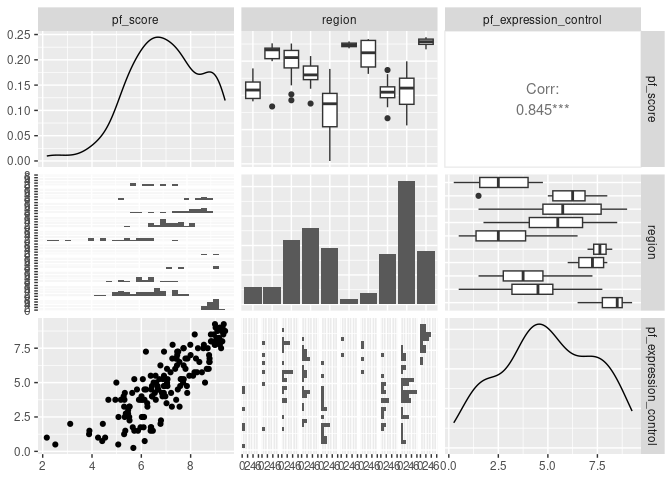 pf_score
region
pf_expression_control
0.25
0.20
0.15
0.10
0.05
0.00
Corr:
0.845***
pf_score
region
7.5
5.0
2.5
0.0
pf_expression_control
2
4
6
8
0.0
2.5
5.0
7.5